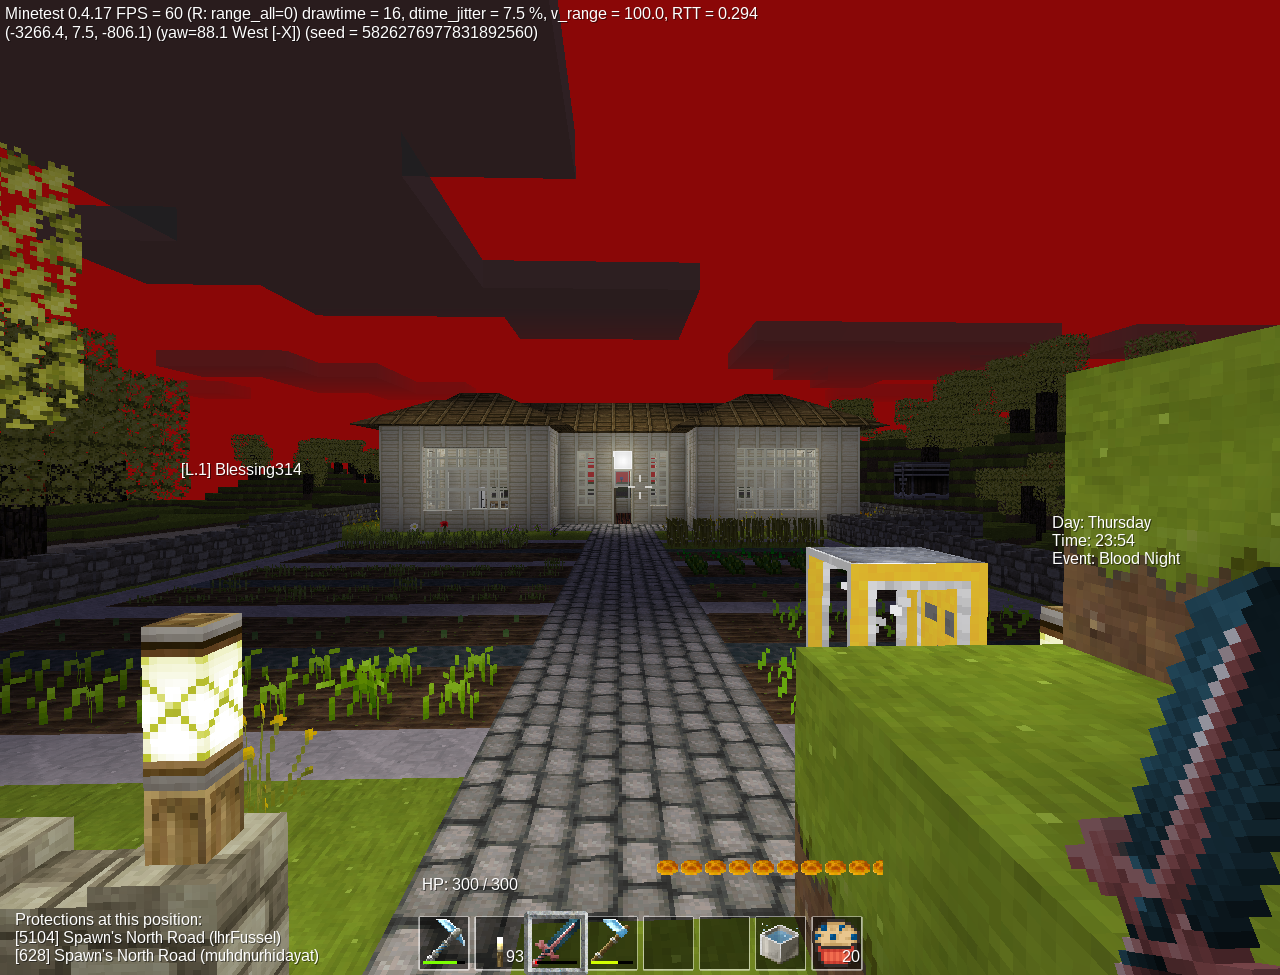 Minetest 0.4.17 FPS = 60 (R: range_all=0) drawtime = 16, dtime_jitter = 7.5 %, v_range = 100.0, RTT = 0.294
(-3266.4, 7.5, -806.1) (yaw=88.1 West [-X]) (seed = 5826276977831892560)
[L.1] Blessing314
Day: Thursday
Time: 23:54
Event: Blood Night
HP: 300 / 300
Protections at this position:
[5104] Spawn's North Road (IhrFussel)
[628] Spawn's North Road (muhdnurhidayat)
93
20